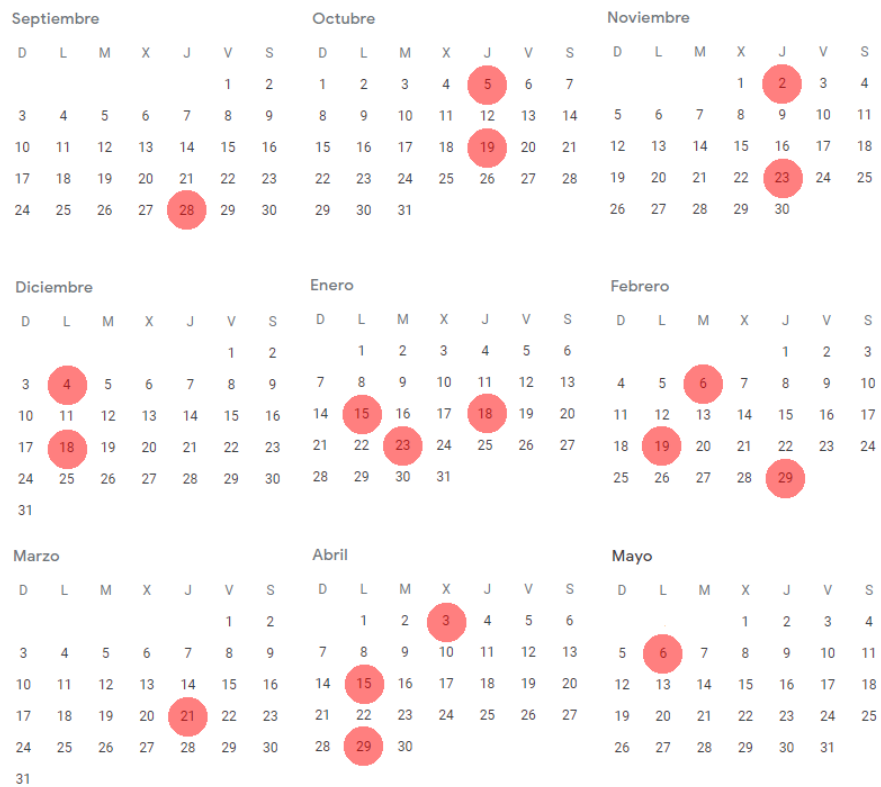 Septiembre
D L M X J V S
1 2
3 4 5 6 7 8 9
10 11 12 13 14 15 16
17 18 19 20 21 22 23
24 25 26 27 28 29 30
Octubre
D L M X J V S
1 2 3 4 5 6 7
8 9 10 11 12 13 14
15 16 17 18 19 20 21
22 23 24 25 26 27 28
29 30 31
Noviembre
D L M X J V S
1 2 3 4
5 6 7 8 9 10 11
12 13 14 15 16 17 18
19 20 21 22 23 24 25
26 27 28 29 30
Diciembre
D L M X J V S
1 2
3 4 5 6 7 8 9
10 11 12 13 14 15 16
17 18 19 20 21 22 23
24 25 26 27 28 29 30
31
Enero
D L M X J V S
1 2 3 4 5 6
7 8 9 10 11 12 13
14 15 16 17 18 19 20
21 22 23 24 25 26 27
28 29 30 31
Febrero
D L M X J V S
1 2 3
4 5 6 7 8 9 10
11 12 13 14 15 16 17
18 19 20 21 22 23 24
25 26 27 28 29
Marzo
D L M X J V S
1 2
3 4 5 6 7 8 9
10 11 12 13 14 15 16
17 18 19 20 21 22 23
24 25 26 27 28 29 30
31
Abril
D L M X J V S
1 2 3 4 5 6
7 8 9 10 11 12 13
14 15 16 17 18 19 20
21 22 23 24 25 26 27
28 29 30
Mayo
D L M X J V S
1 2 3 4
5 6 7 8 9 10 11
12 13 14 15 16 17 18
19 20 21 22 23 24 25
26 27 28 29 30 31